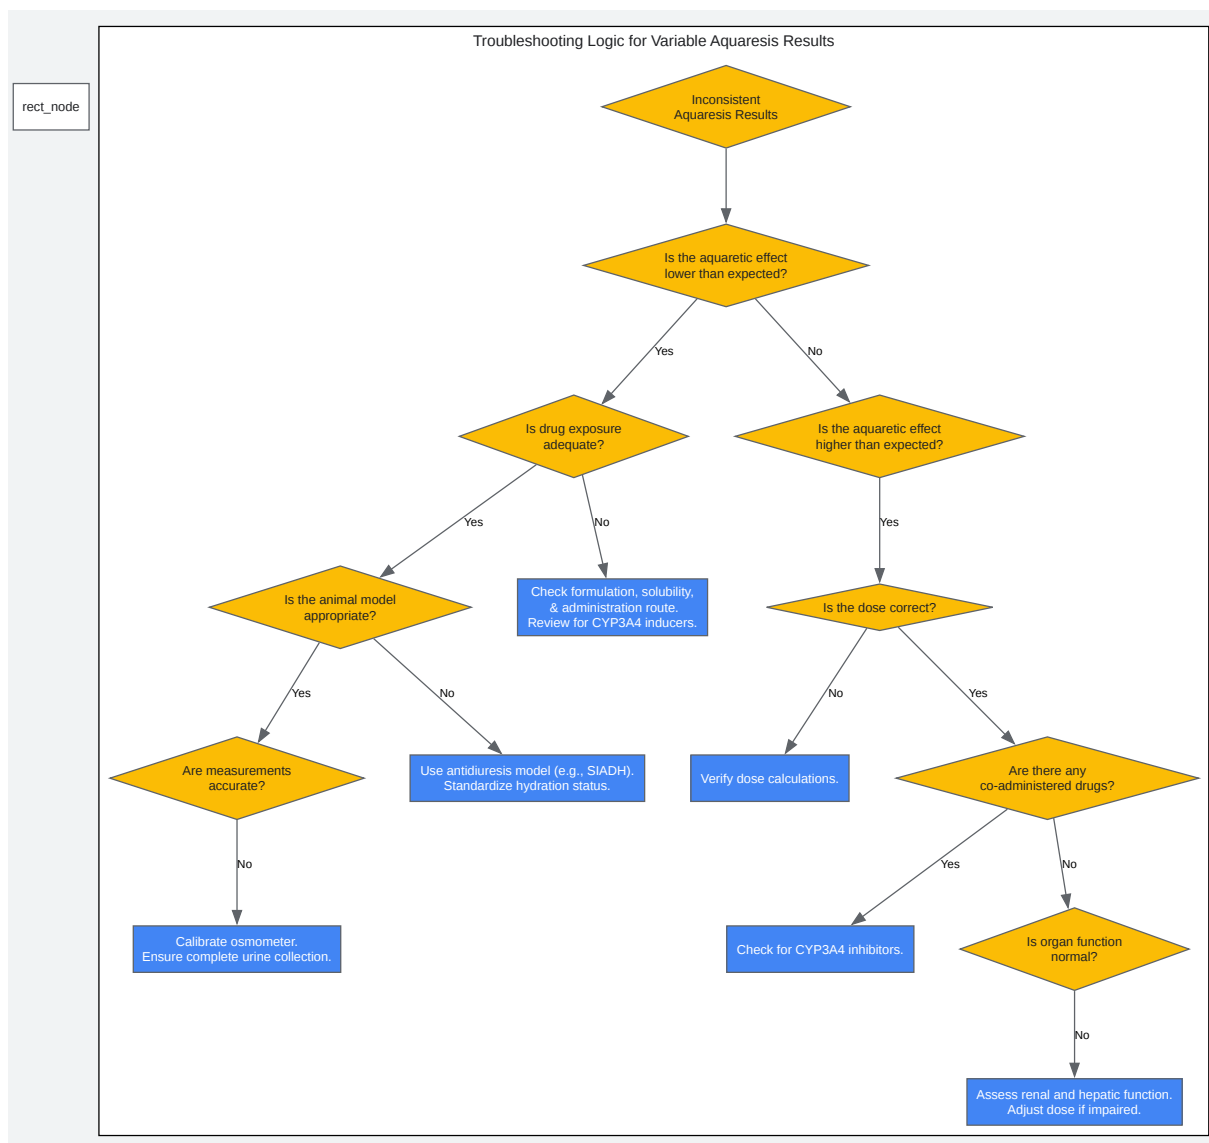 Troubleshooting Logic for Variable Aquaresis Results
rect_node
Inconsistent
Aquaresis Results
Is the aquaretic effect
lower than expected?
Yes
No
Is drug exposure
adequate?
Is the aquaretic effect
higher than expected?
Yes
No
Yes
Is the animal model
appropriate?
Check formulation, solubility,
& administration route.
Review for CYP3A4 inducers.
Is the dose correct?
Yes
No
No
Yes
Are measurements
accurate?
Use antidiuresis model (e.g., SIADH).
Standardize hydration status.
Verify dose calculations.
Are there any
co-administered drugs?
No
Yes
No
Calibrate osmometer.
Ensure complete urine collection.
Check for CYP3A4 inhibitors.
Is organ function
normal?
No
Assess renal and hepatic function.
Adjust dose if impaired.